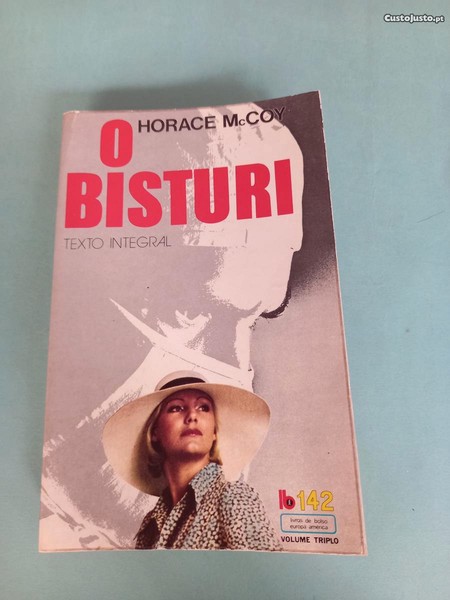 CustoJusto.pt
HORACE McCOY
O
BISTURI
TEXTO INTEGRAL
lb 142
livros de bolso
europa américa
VOLUME TRIPLO